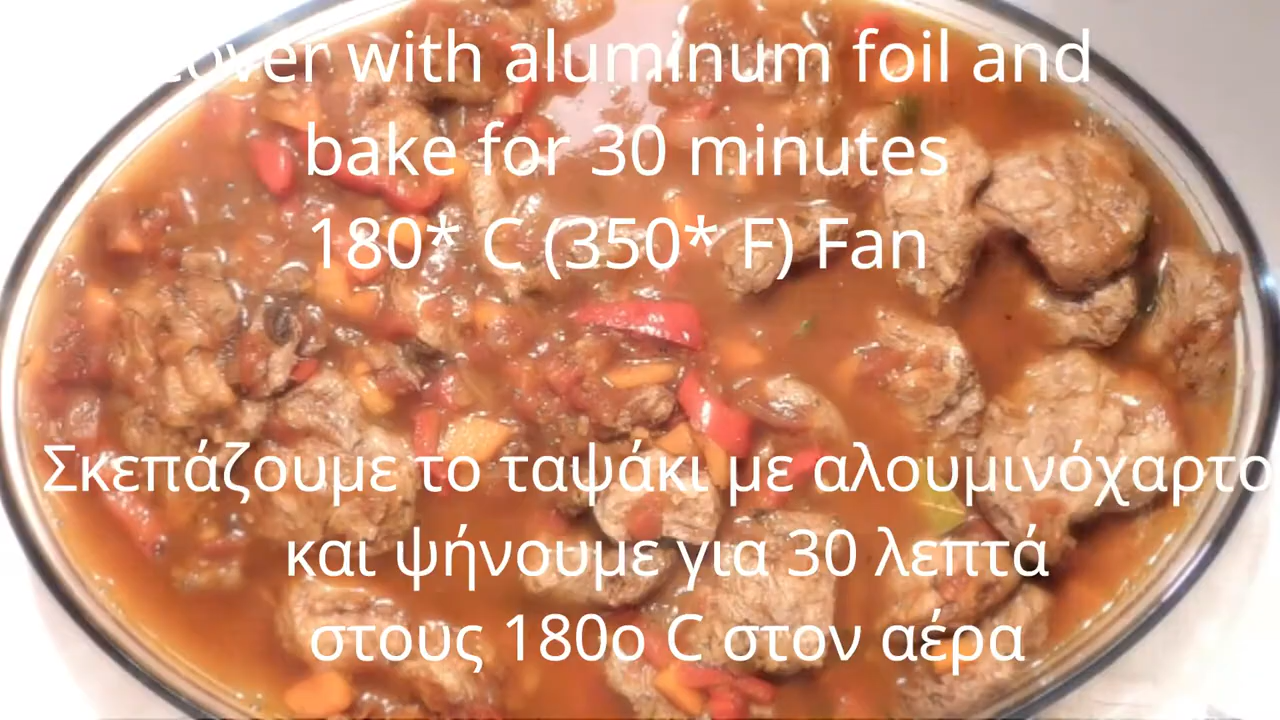 cover with aluminum foil and
bake for 30 minutes
180* C (350* F) Fan
Σκεπάζουμε το ταψάκι με αλουμινόχαρτο
και ψήνουμε για 30 λεπτά
στους 180ο C στον αέρα